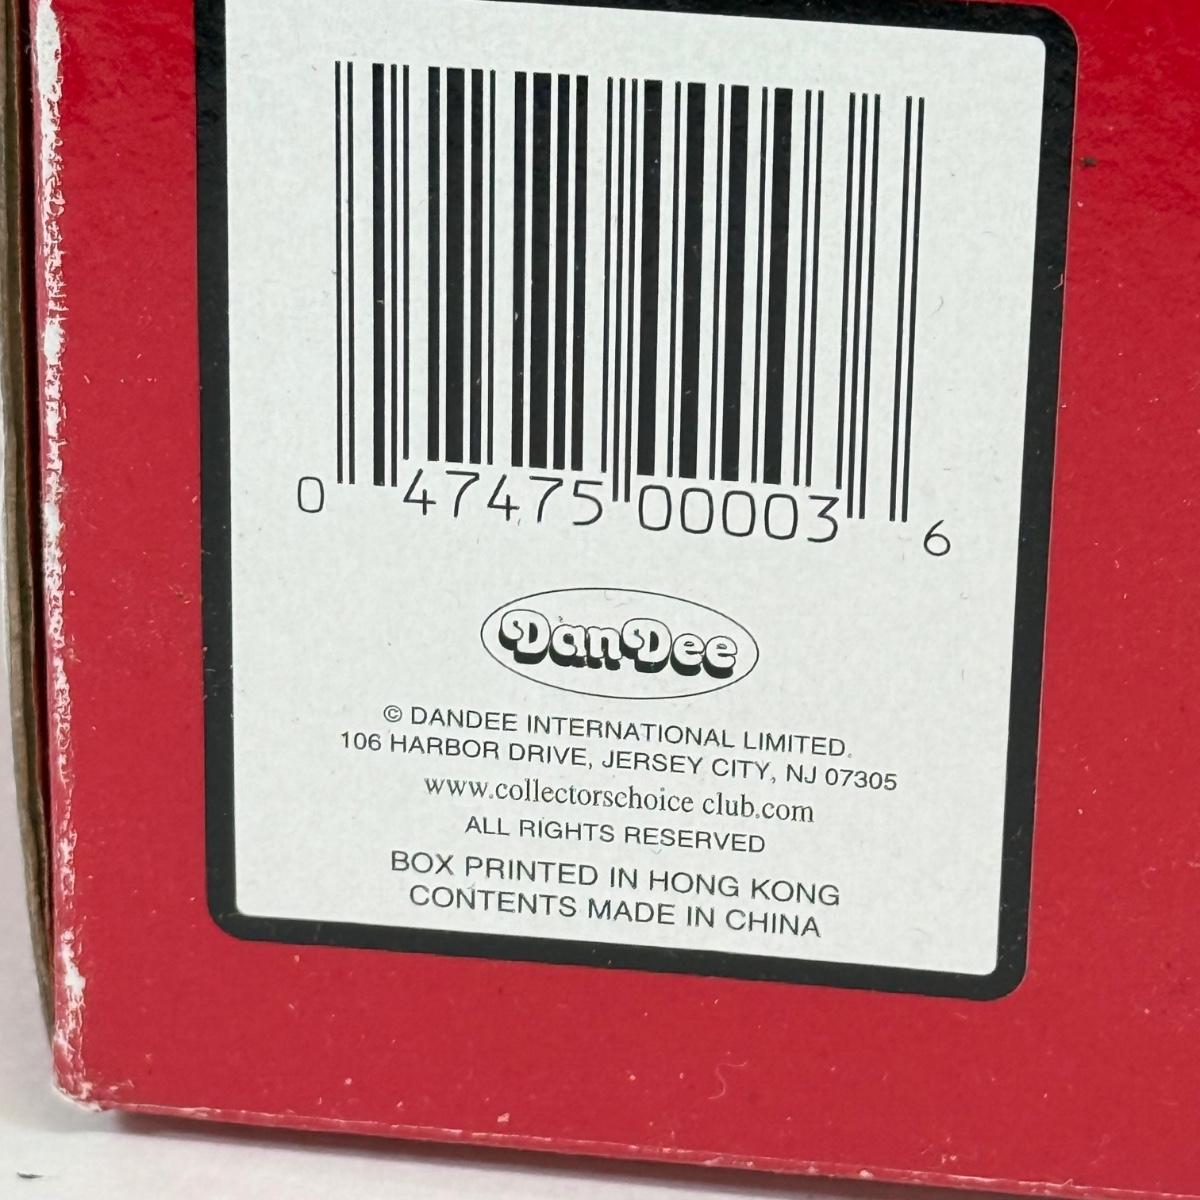 0 47475 00003 6
DanDee
© DANDEE INTERNATIONAL LIMITED.
106 HARBOR DRIVE, JERSEY CITY, NJ 07305
www.collectorschoice club.com
ALL RIGHTS RESERVED
BOX PRINTED IN HONG KONG
CONTENTS MADE IN CHINA